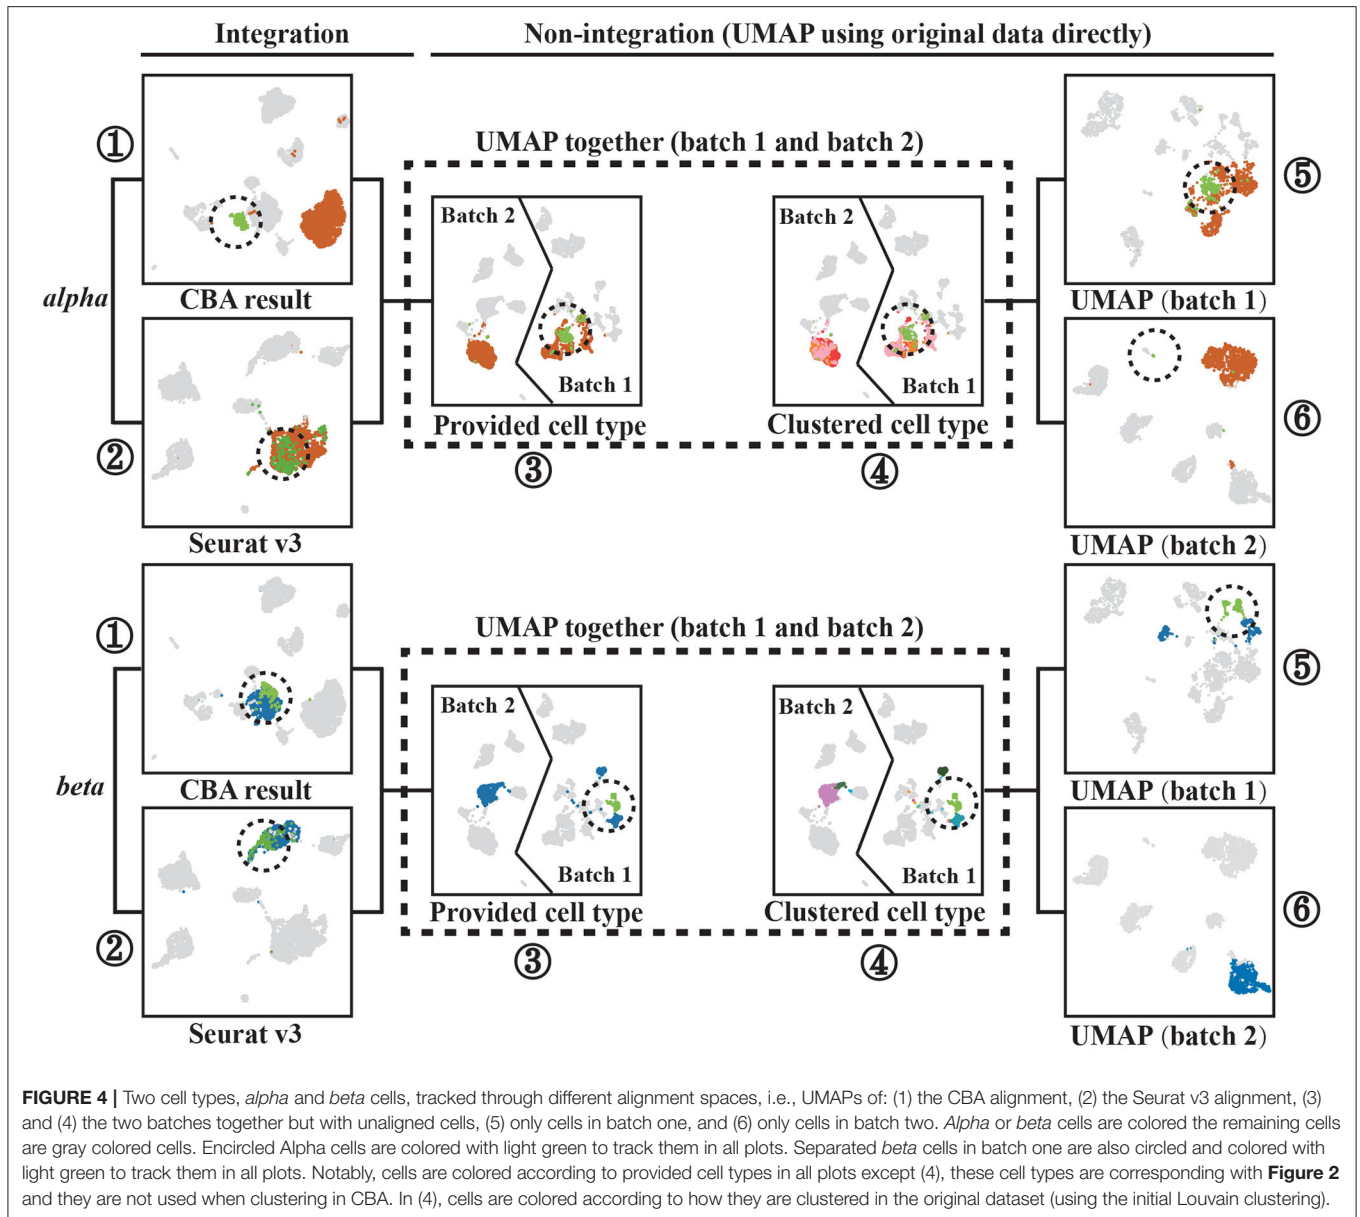 Integration
Non-integration (UMAP using original data directly)
①
alpha
CBA result
②
Seurat v3
UMAP together (batch 1 and batch 2)
Batch 2
Batch 1
Provided cell type
③
Batch 2
Batch 1
Clustered cell type
④
⑤
UMAP (batch 1)
⑥
UMAP (batch 2)
①
beta
CBA result
②
Seurat v3
UMAP together (batch 1 and batch 2)
Batch 2
Batch 1
Provided cell type
③
Batch 2
Batch 1
Clustered cell type
④
⑤
UMAP (batch 1)
⑥
UMAP (batch 2)
FIGURE 4 | Two cell types, alpha and beta cells, tracked through different alignment spaces, i.e., UMAPs of: (1) the CBA alignment, (2) the Seurat v3 alignment, (3)
and (4) the two batches together but with unaligned cells, (5) only cells in batch one, and (6) only cells in batch two. Alpha or beta cells are colored the remaining cells
are gray colored cells. Encircled Alpha cells are colored with light green to track them in all plots. Separated beta cells in batch one are also circled and colored with
light green to track them in all plots. Notably, cells are colored according to provided cell types in all plots except (4), these cell types are corresponding with Figure 2
and they are not used when clustering in CBA. In (4), cells are colored according to how they are clustered in the original dataset (using the initial Louvain clustering).